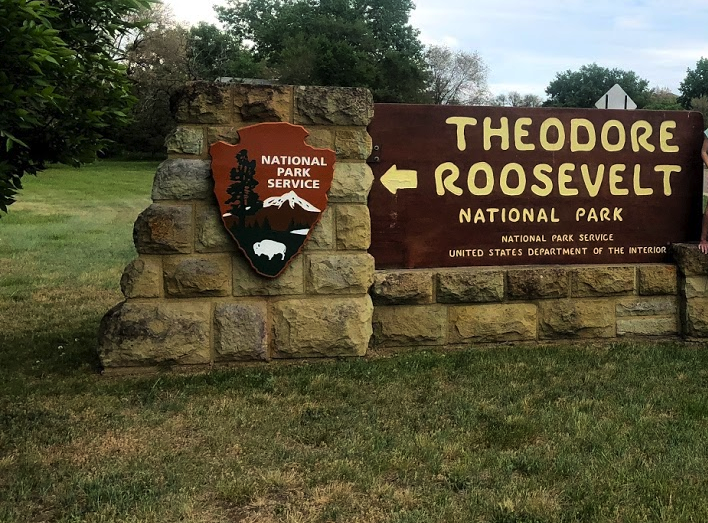 NATIONAL
PARK
SERVICE
THEODORE
ROOSEVELT
NATIONAL PARK
NATIONAL PARK SERVICE
UNITED STATES DEPARTMENT OF THE INTERIOR